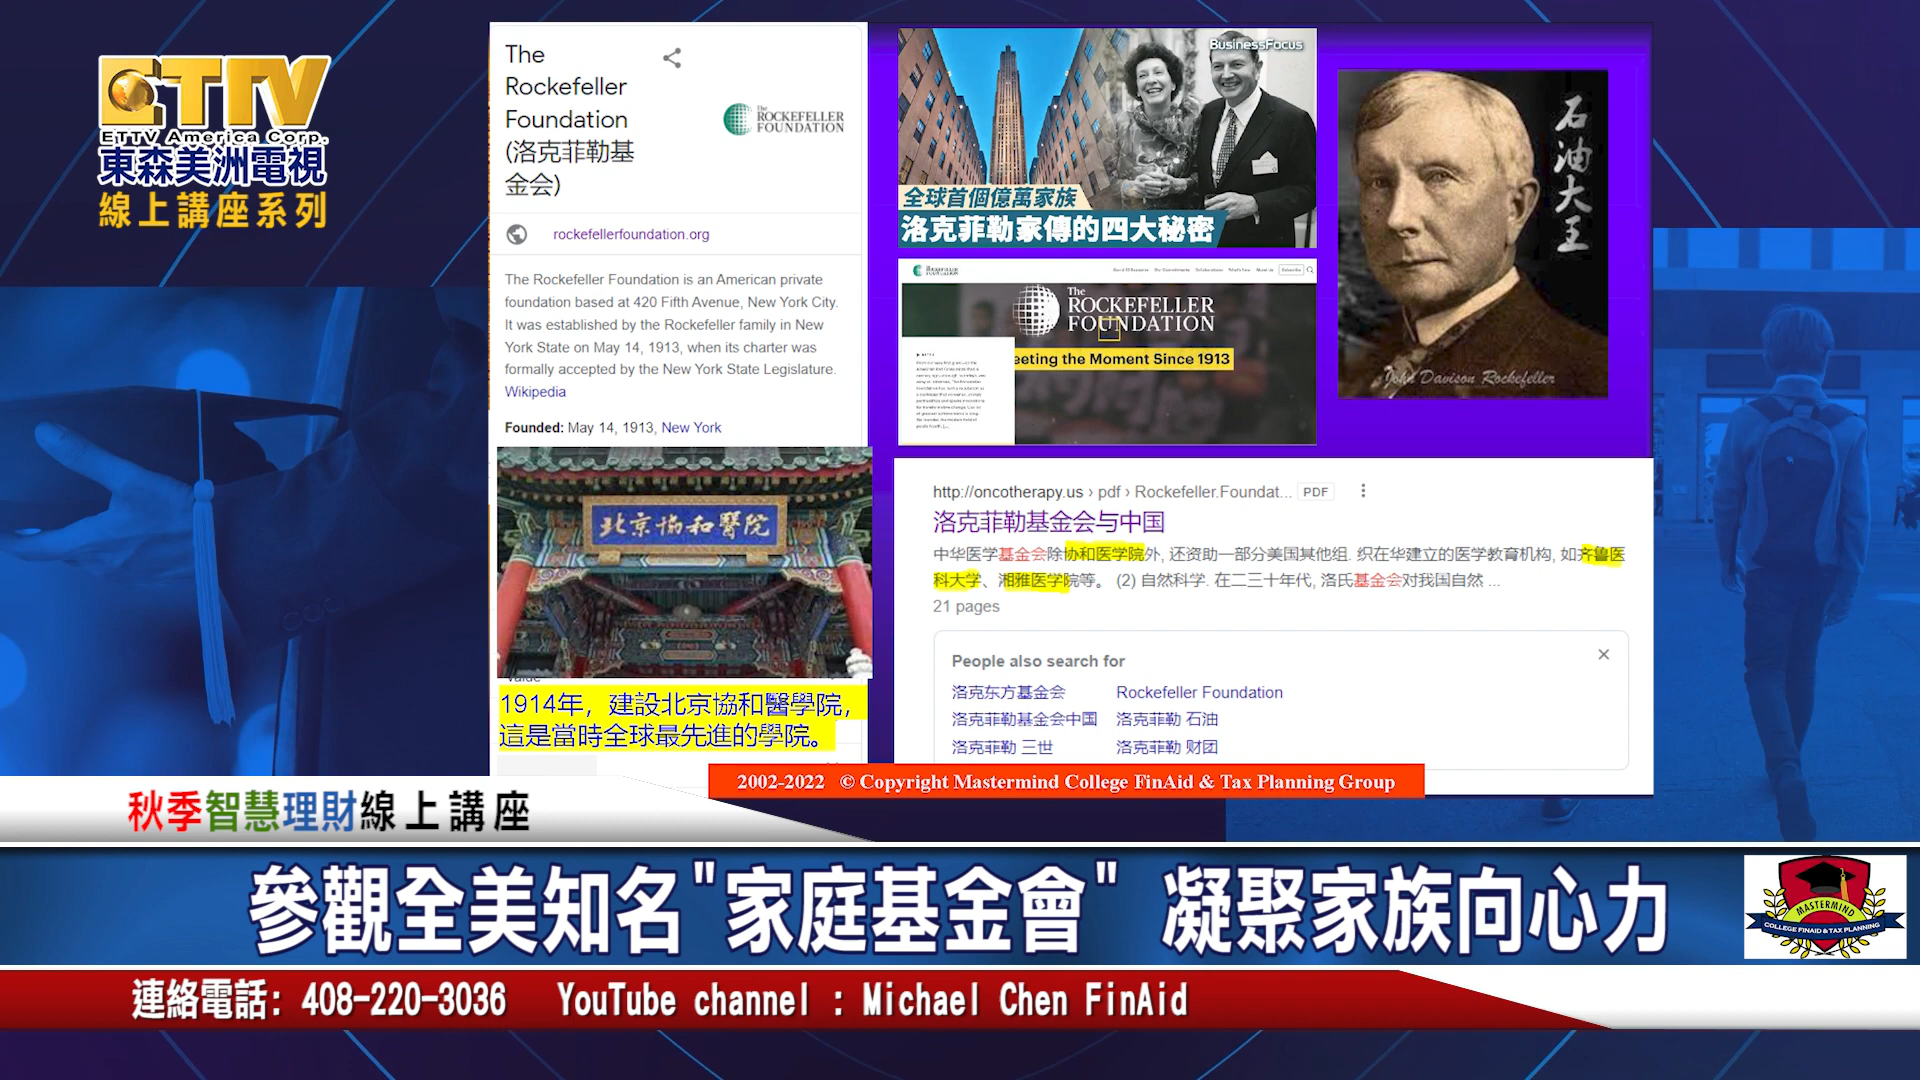 ETTV
ETTV America Corp.
東森美洲電視
線上講座系列
The
Rockefeller
Foundation
(洛克菲勒基
金会)
The
ROCKEFELLER
FOUNDATION
rockefellerfoundation.org
The Rockefeller Foundation is an American private
foundation based at 420 Fifth Avenue, New York City.
It was established by the Rockefeller family in New
York State on May 14, 1913, when its charter was
formally accepted by the New York State Legislature.
Wikipedia
Founded: May 14, 1913, New York
北京協和醫院
1914年，建設北京協和醫學院，
這是當時全球最先進的學院。
BusinessFocus
全球首個億萬家族
洛克菲勒家傳的四大秘密
The
ROCKEFELLER
FOUNDATION
eeting the Moment Since 1913
石油大王
John Davison Rockefeller
http://oncotherapy.us › pdf › Rockefeller.Foundat... PDF
洛克菲勒基金会与中国
中华医学基金会除协和医学院外, 还资助一部分美国其他组. 织在华建立的医学教育机构, 如齐鲁医
科大学、湘雅医学院等。 (2) 自然科学. 在二三十年代, 洛氏基金会对我国自然 ...
21 pages
People also search for
洛克东方基金会 Rockefeller Foundation
洛克菲勒基金会中国 洛克菲勒 石油
洛克菲勒 三世 洛克菲勒 财团
2002-2022 © Copyright Mastermind College FinAid & Tax Planning Group
秋季智慧理財線上講座
參觀全美知名"家庭基金會" 凝聚家族向心力
MASTERMIND
COLLEGE FINAID & TAX PLANNING
連絡電話: 408-220-3036 YouTube channel : Michael Chen FinAid